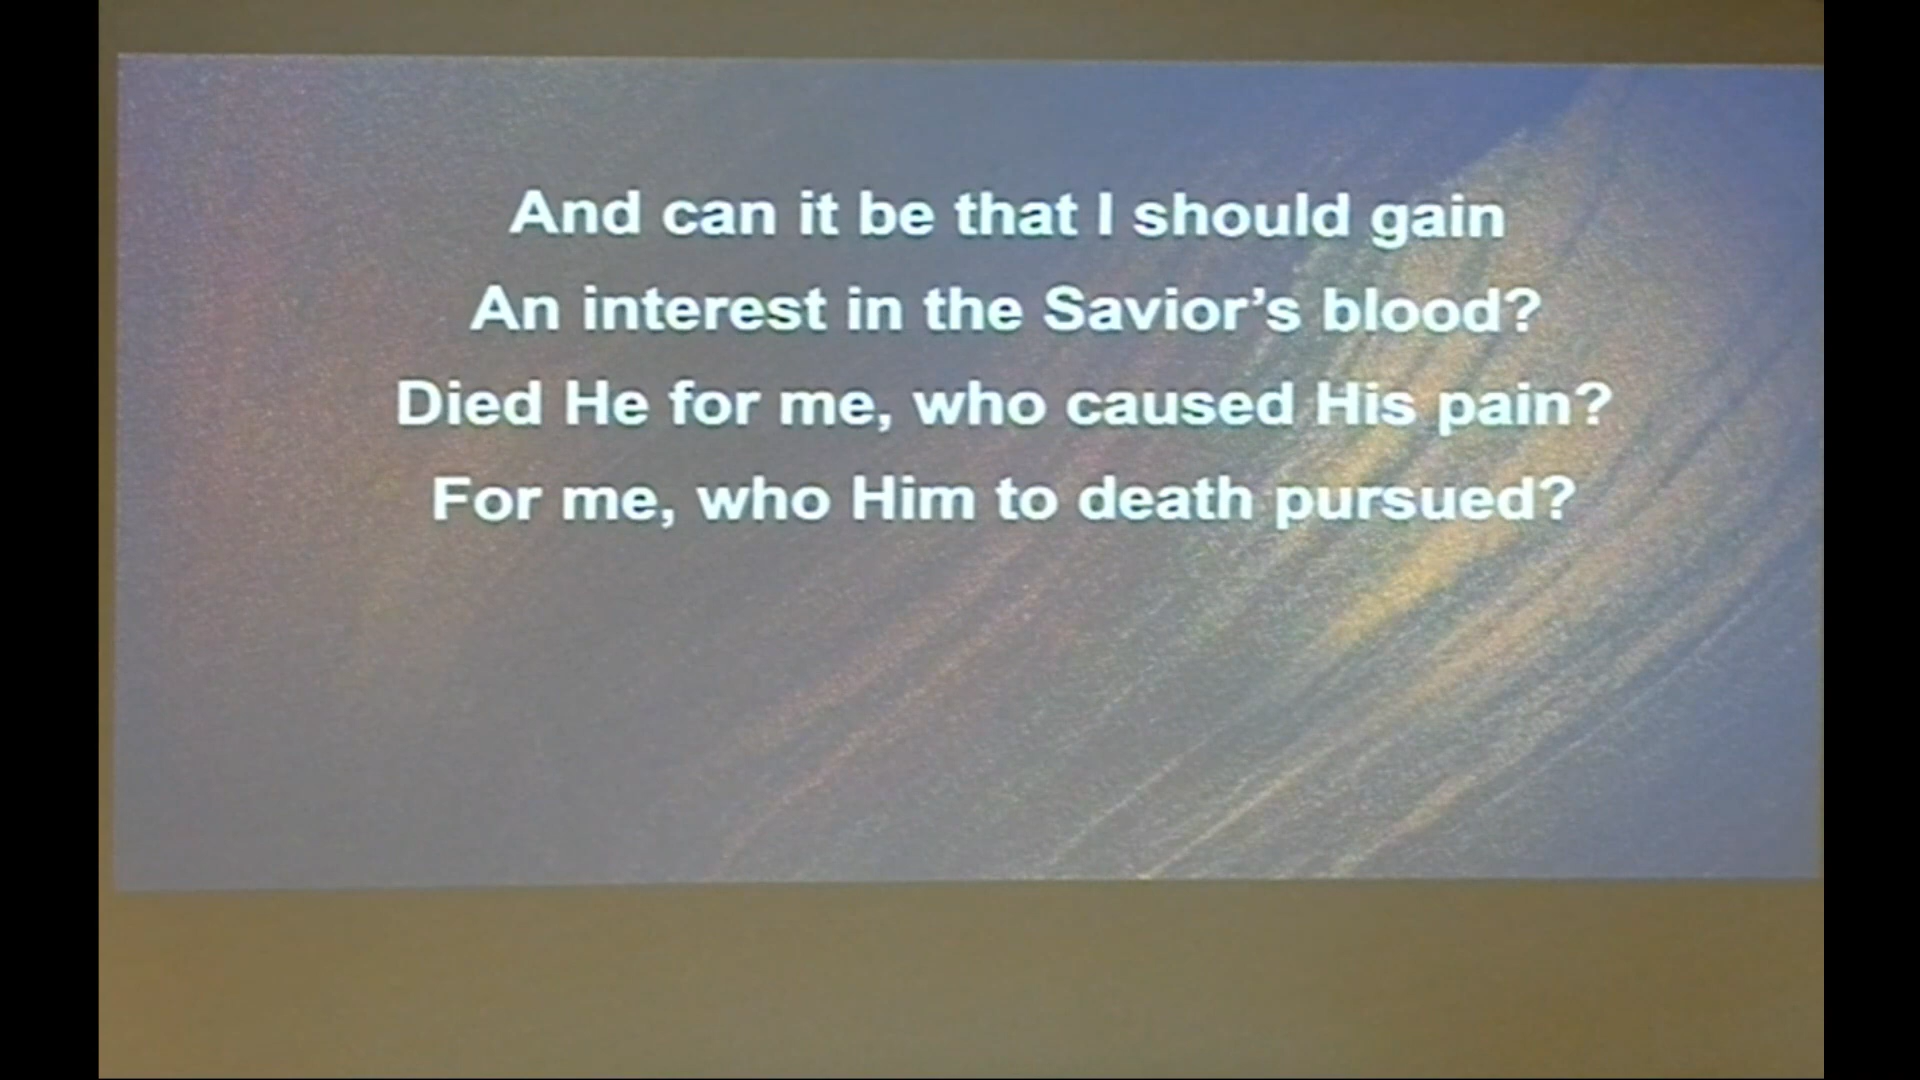 And can it be that I should gain
An interest in the Savior’s blood?
Died He for me, who caused His pain?
For me, who Him to death pursued?